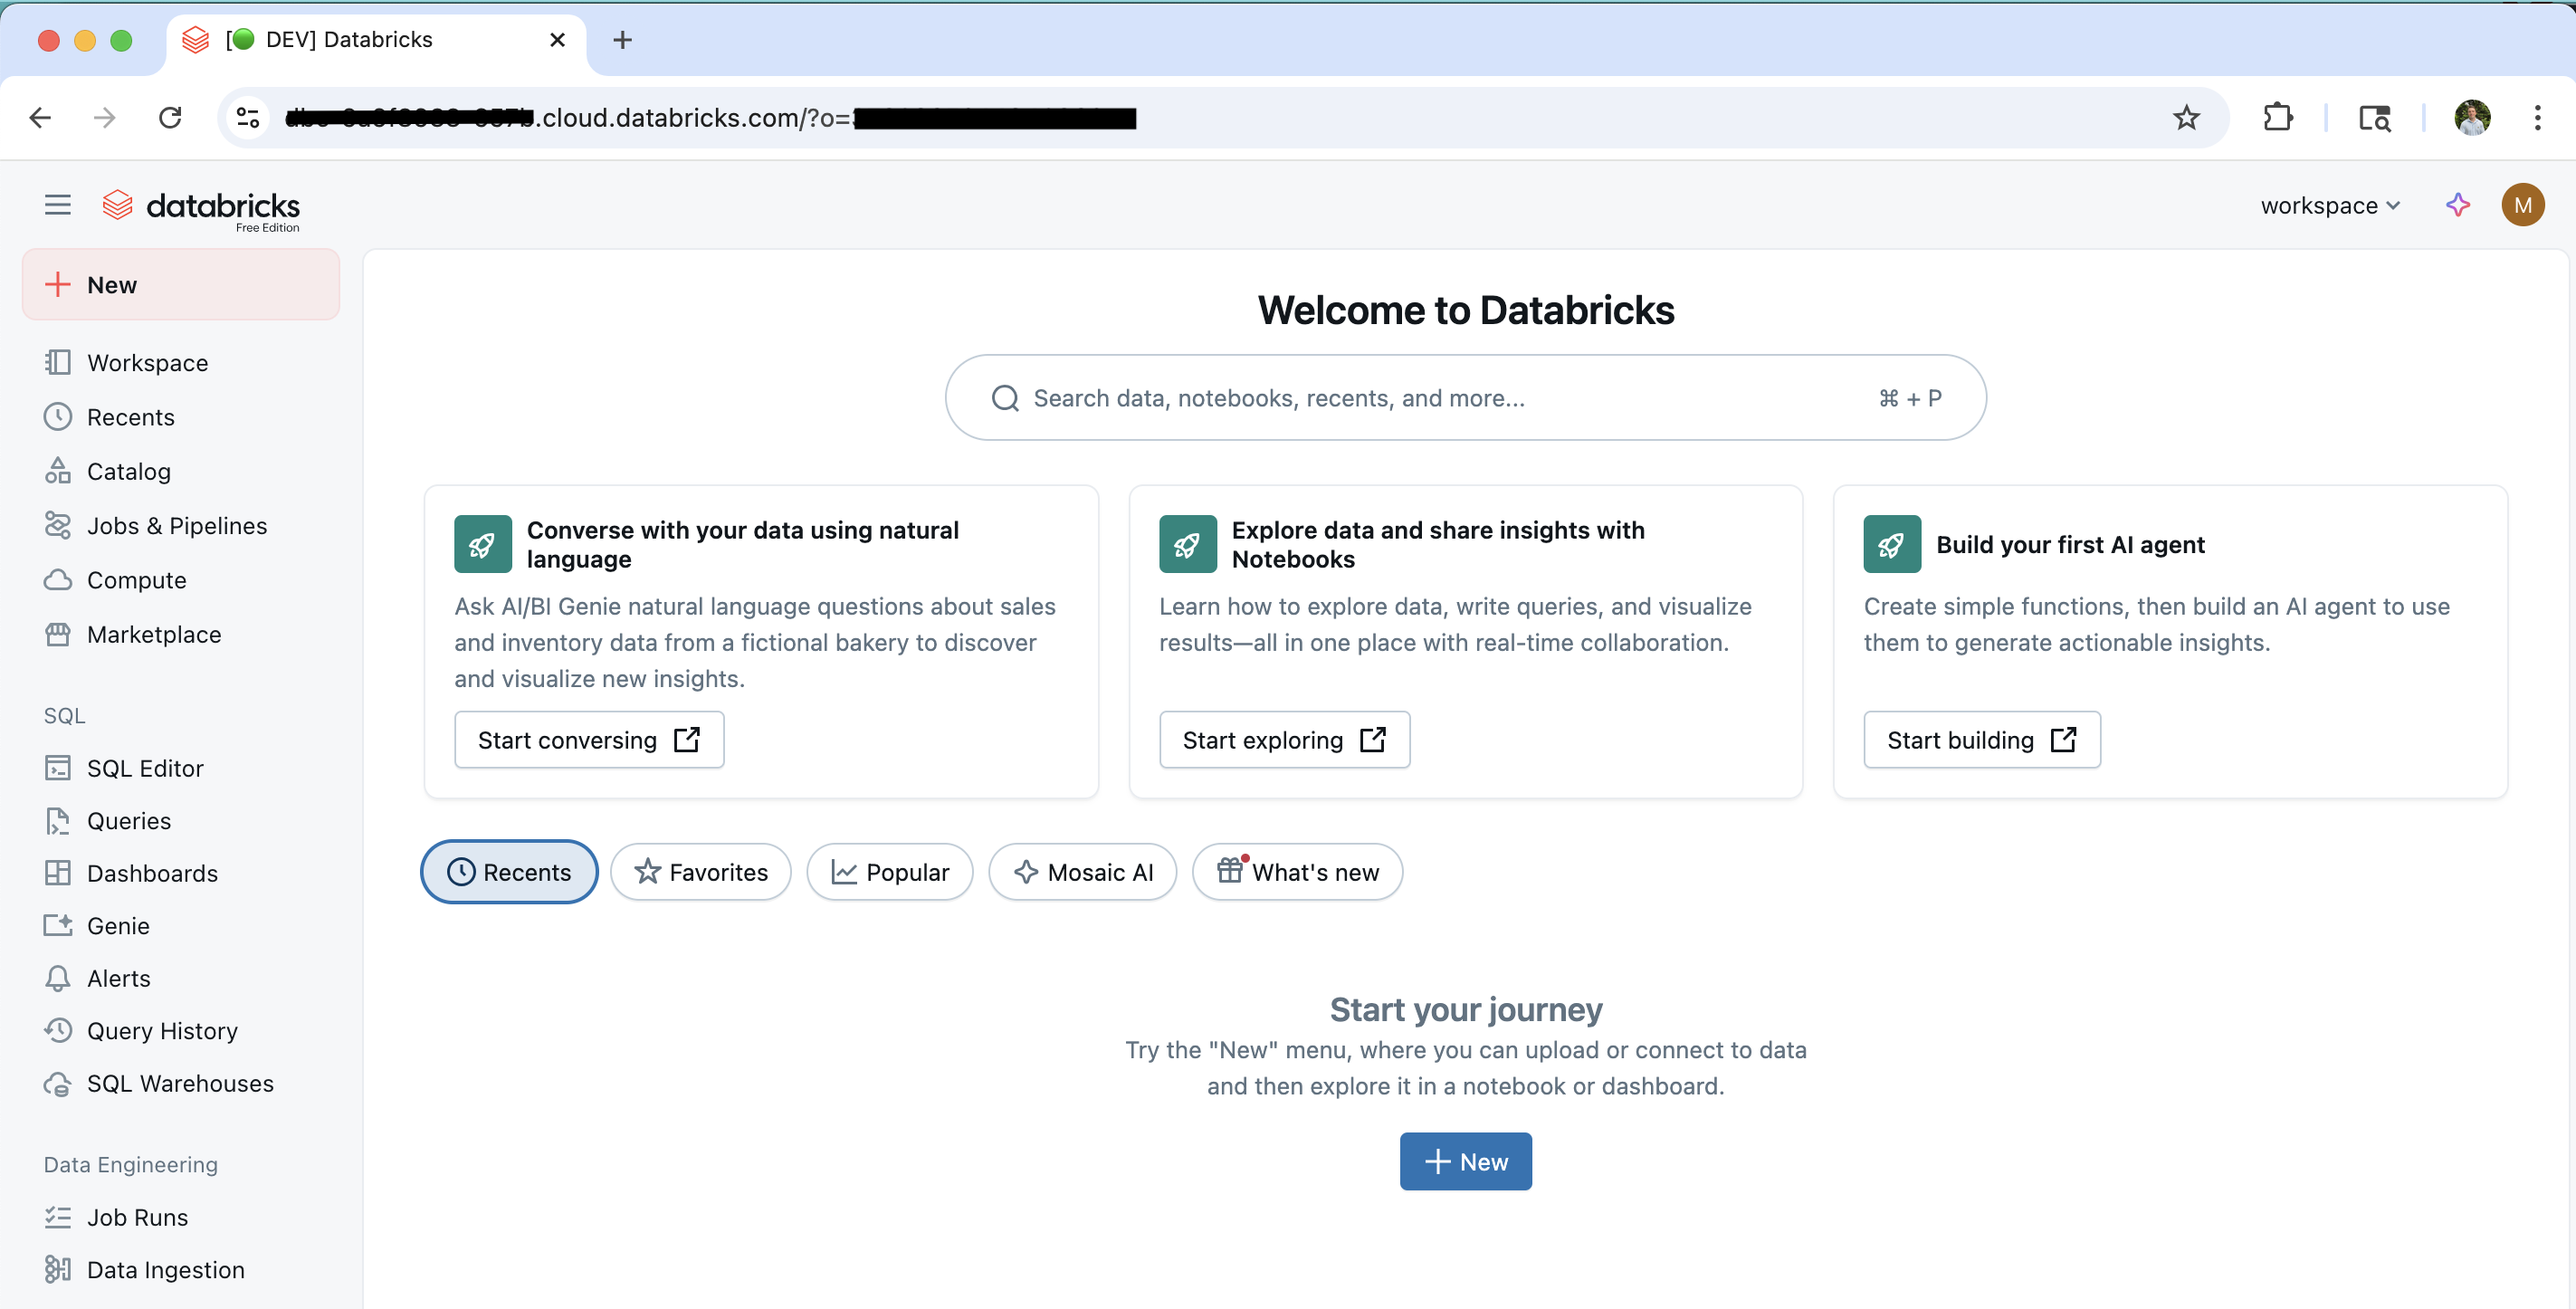 [🟢 DEV] Databricks
.cloud.databricks.com/?o=
databricks
Free Edition
workspace
M
New
Workspace
Recents
Catalog
Jobs & Pipelines
Compute
Marketplace
SQL
SQL Editor
Queries
Dashboards
Genie
Alerts
Query History
SQL Warehouses
Data Engineering
Job Runs
Data Ingestion
Welcome to Databricks
Search data, notebooks, recents, and more...
⌘ + P
Converse with your data using natural
language
Ask AI/BI Genie natural language questions about sales
and inventory data from a fictional bakery to discover
and visualize new insights.
Start conversing
Explore data and share insights with
Notebooks
Learn how to explore data, write queries, and visualize
results—all in one place with real-time collaboration.
Start exploring
Build your first AI agent
Create simple functions, then build an AI agent to use
them to generate actionable insights.
Start building
Recents
Favorites
Popular
Mosaic AI
What's new
Start your journey
Try the "New" menu, where you can upload or connect to data
and then explore it in a notebook or dashboard.
New